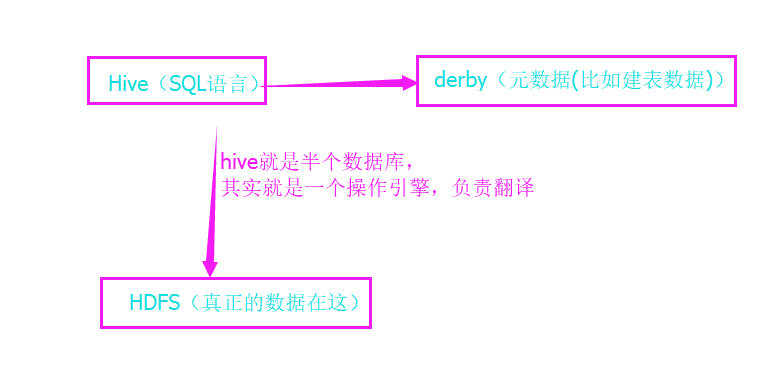 Hive（SQL语言）
derby（元数据(比如建表数据)）
hive就是半个数据库，
其实就是一个操作引擎，负责翻译
HDFS（真正的数据在这）